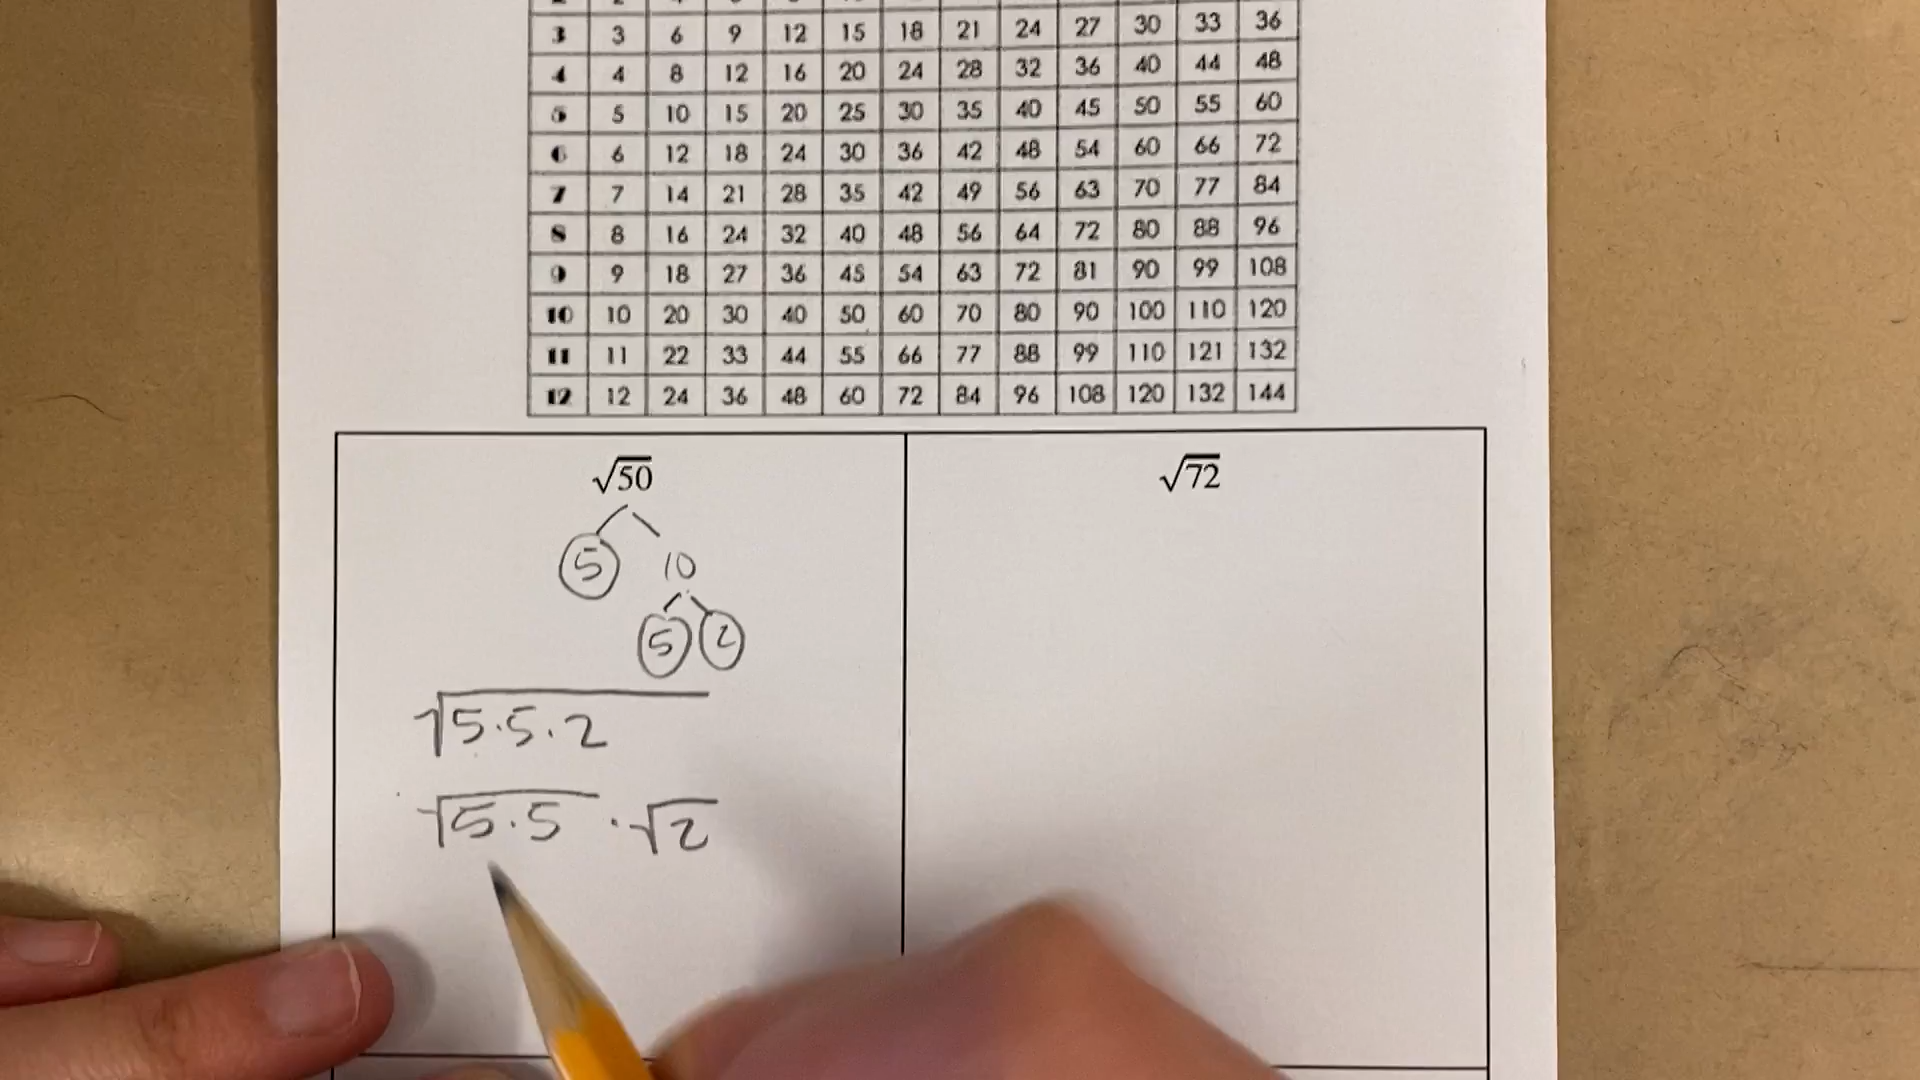 3 3 6 9 12 15 18 21 24 27 30 33 36
4 4 8 12 16 20 24 28 32 36 40 44 48
5 5 10 15 20 25 30 35 40 45 50 55 60
6 6 12 18 24 30 36 42 48 54 60 66 72
7 7 14 21 28 35 42 49 56 63 70 77 84
8 8 16 24 32 40 48 56 64 72 80 88 96
9 9 18 27 36 45 54 63 72 81 90 99 108
10 10 20 30 40 50 60 70 80 90 100 110 120
11 11 22 33 44 55 66 77 88 99 110 121 132
12 12 24 36 48 60 72 84 96 108 120 132 144
√50
5 10
5 2
√5·5·2
√5·5 · √2
√72